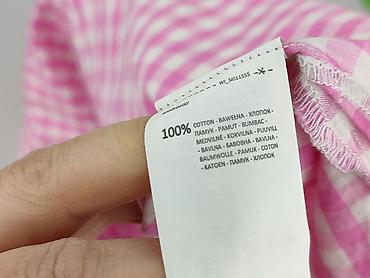 WI_SI011555
100% COTTON - BAWEŁNA - ХЛОПОК -
ПАМУК - PAMUT - BUMBAC -
MEDVILNĖ - KOKVILNA - PUUVILL
- BAVLNA - БАВОВНА - BAVLNA -
BAUMWOLLE - PAMUK - COTON
- KATOEN - ПАМУК - ХЛОПОК